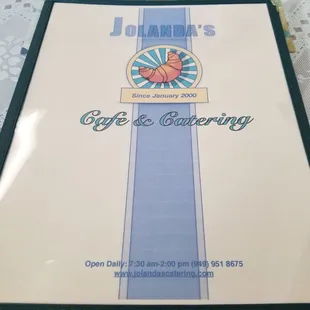 JOLANDA'S
Since January 2000
Cafe & Catering
Open Daily: 7:30 am-2:00 pm (949) 951 8675
www.jolandascatering.com